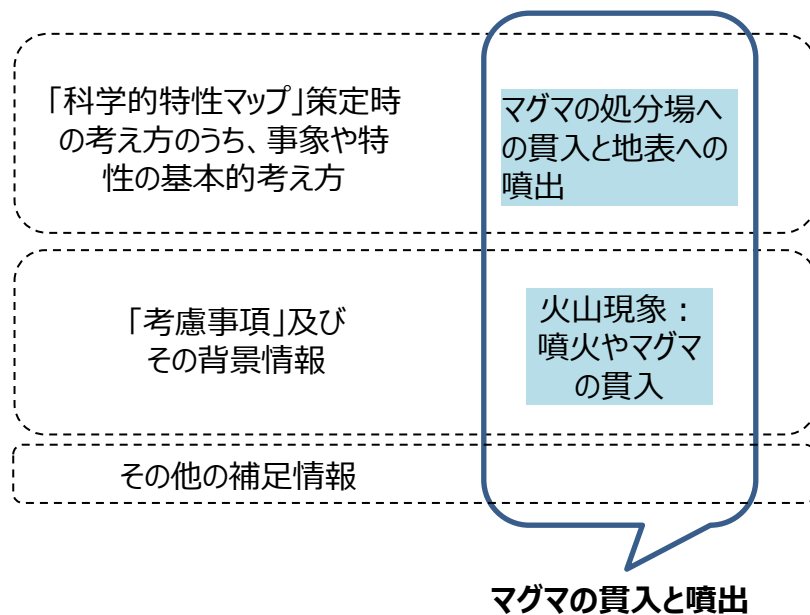 「科学的特性マップ」策定時
の考え方のうち、事象や特
性の基本的考え方
マグマの処分場へ
の貫入と地表への
噴出
「考慮事項」及び
その背景情報
火山現象：
噴火やマグマ
の貫入
その他の補足情報
マグマの貫入と噴出